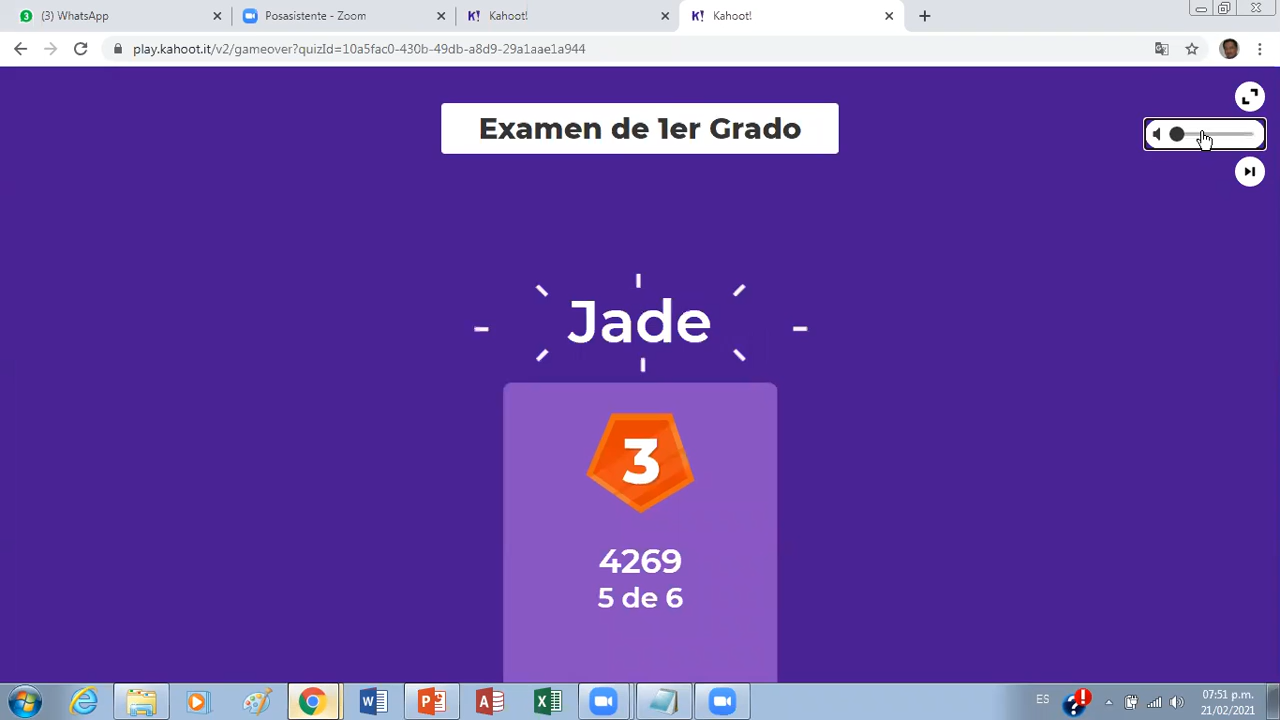 (3) WhatsApp
Posasistente - Zoom
K! Kahoot!
K! Kahoot!
play.kahoot.it/v2/gameover?quizId=10a5fac0-430b-49db-a8d9-29a1aae1a944
Examen de 1er Grado
Jade
3
4269
5 de 6
ES
07:51 p.m.
21/02/2021